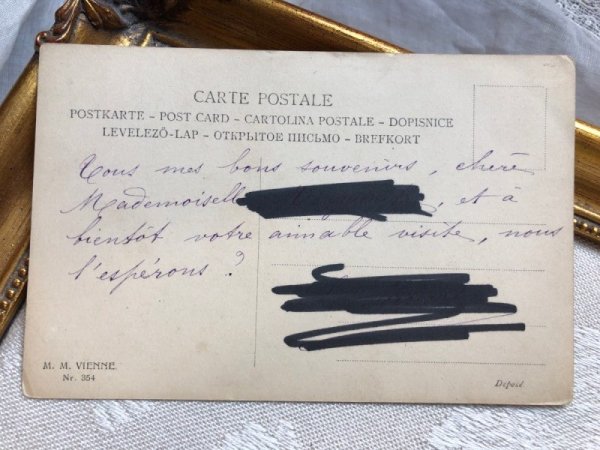 CARTE POSTALE
POSTKARTE – POST CARD – CARTOLINA POSTALE – DOPISNICE
LEVELEZŐ-LAP – ОТКРЫТОЕ ПИСЬМО – BREFKORT
Tous mes bons souvenirs, chère
Mademoiselle , et à
bientôt votre aimable visite, nous
l'espérons?
M. M. VIENNE.
Nr. 354
Deposé.